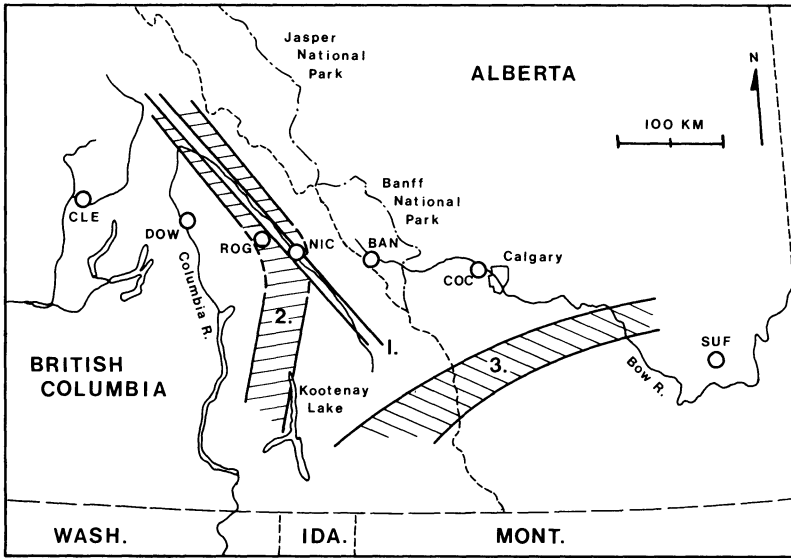 Jasper
National
Park
ALBERTA
N
100 KM
Banff
National
Park
CLE
DOW
ROG
NIC
BAN
COC
Calgary
Columbia R.
2.
1.
3.
SUF
Bow R.
BRITISH
COLUMBIA
Kootenay
Lake
WASH.
IDA.
MONT.